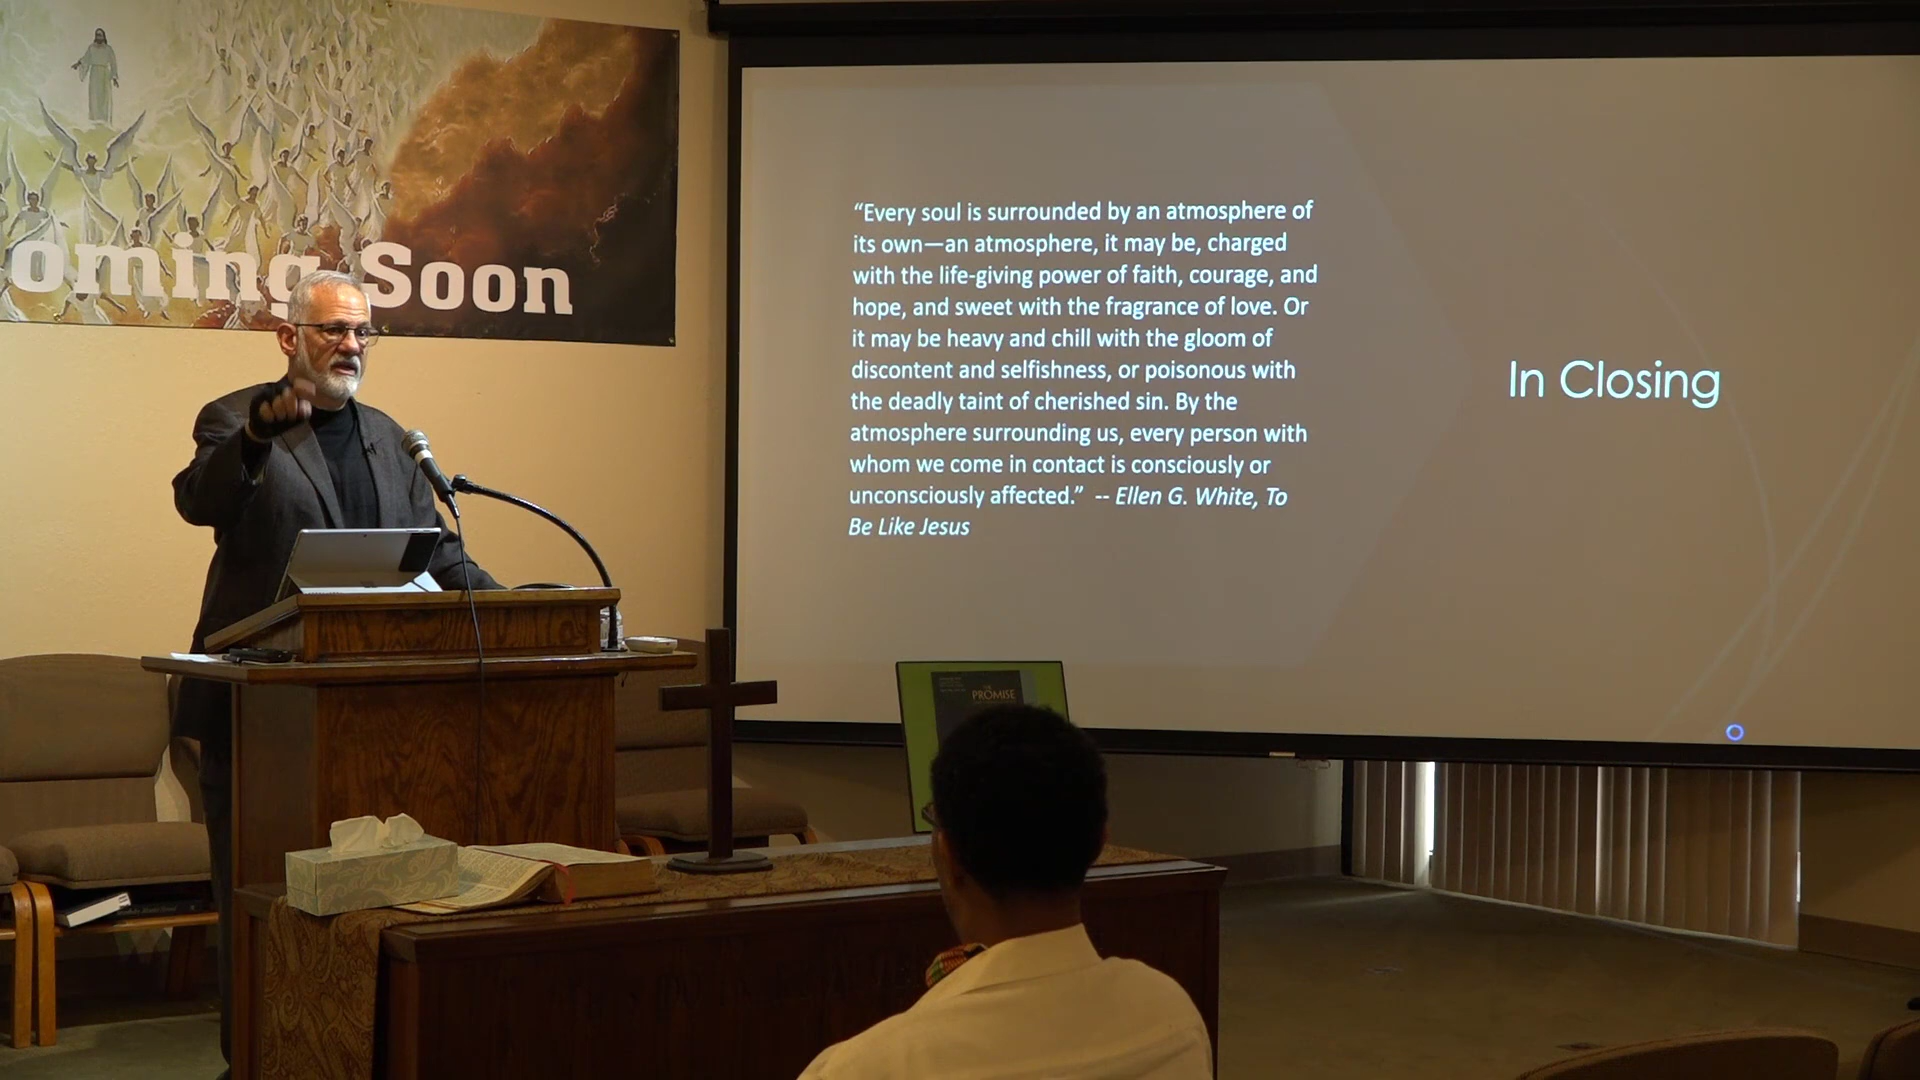 oming Soon
“Every soul is surrounded by an atmosphere of
its own—an atmosphere, it may be, charged
with the life-giving power of faith, courage, and
hope, and sweet with the fragrance of love. Or
it may be heavy and chill with the gloom of
discontent and selfishness, or poisonous with
the deadly taint of cherished sin. By the
atmosphere surrounding us, every person with
whom we come in contact is consciously or
unconsciously affected.” -- Ellen G. White, To
Be Like Jesus
In Closing
PROMISE